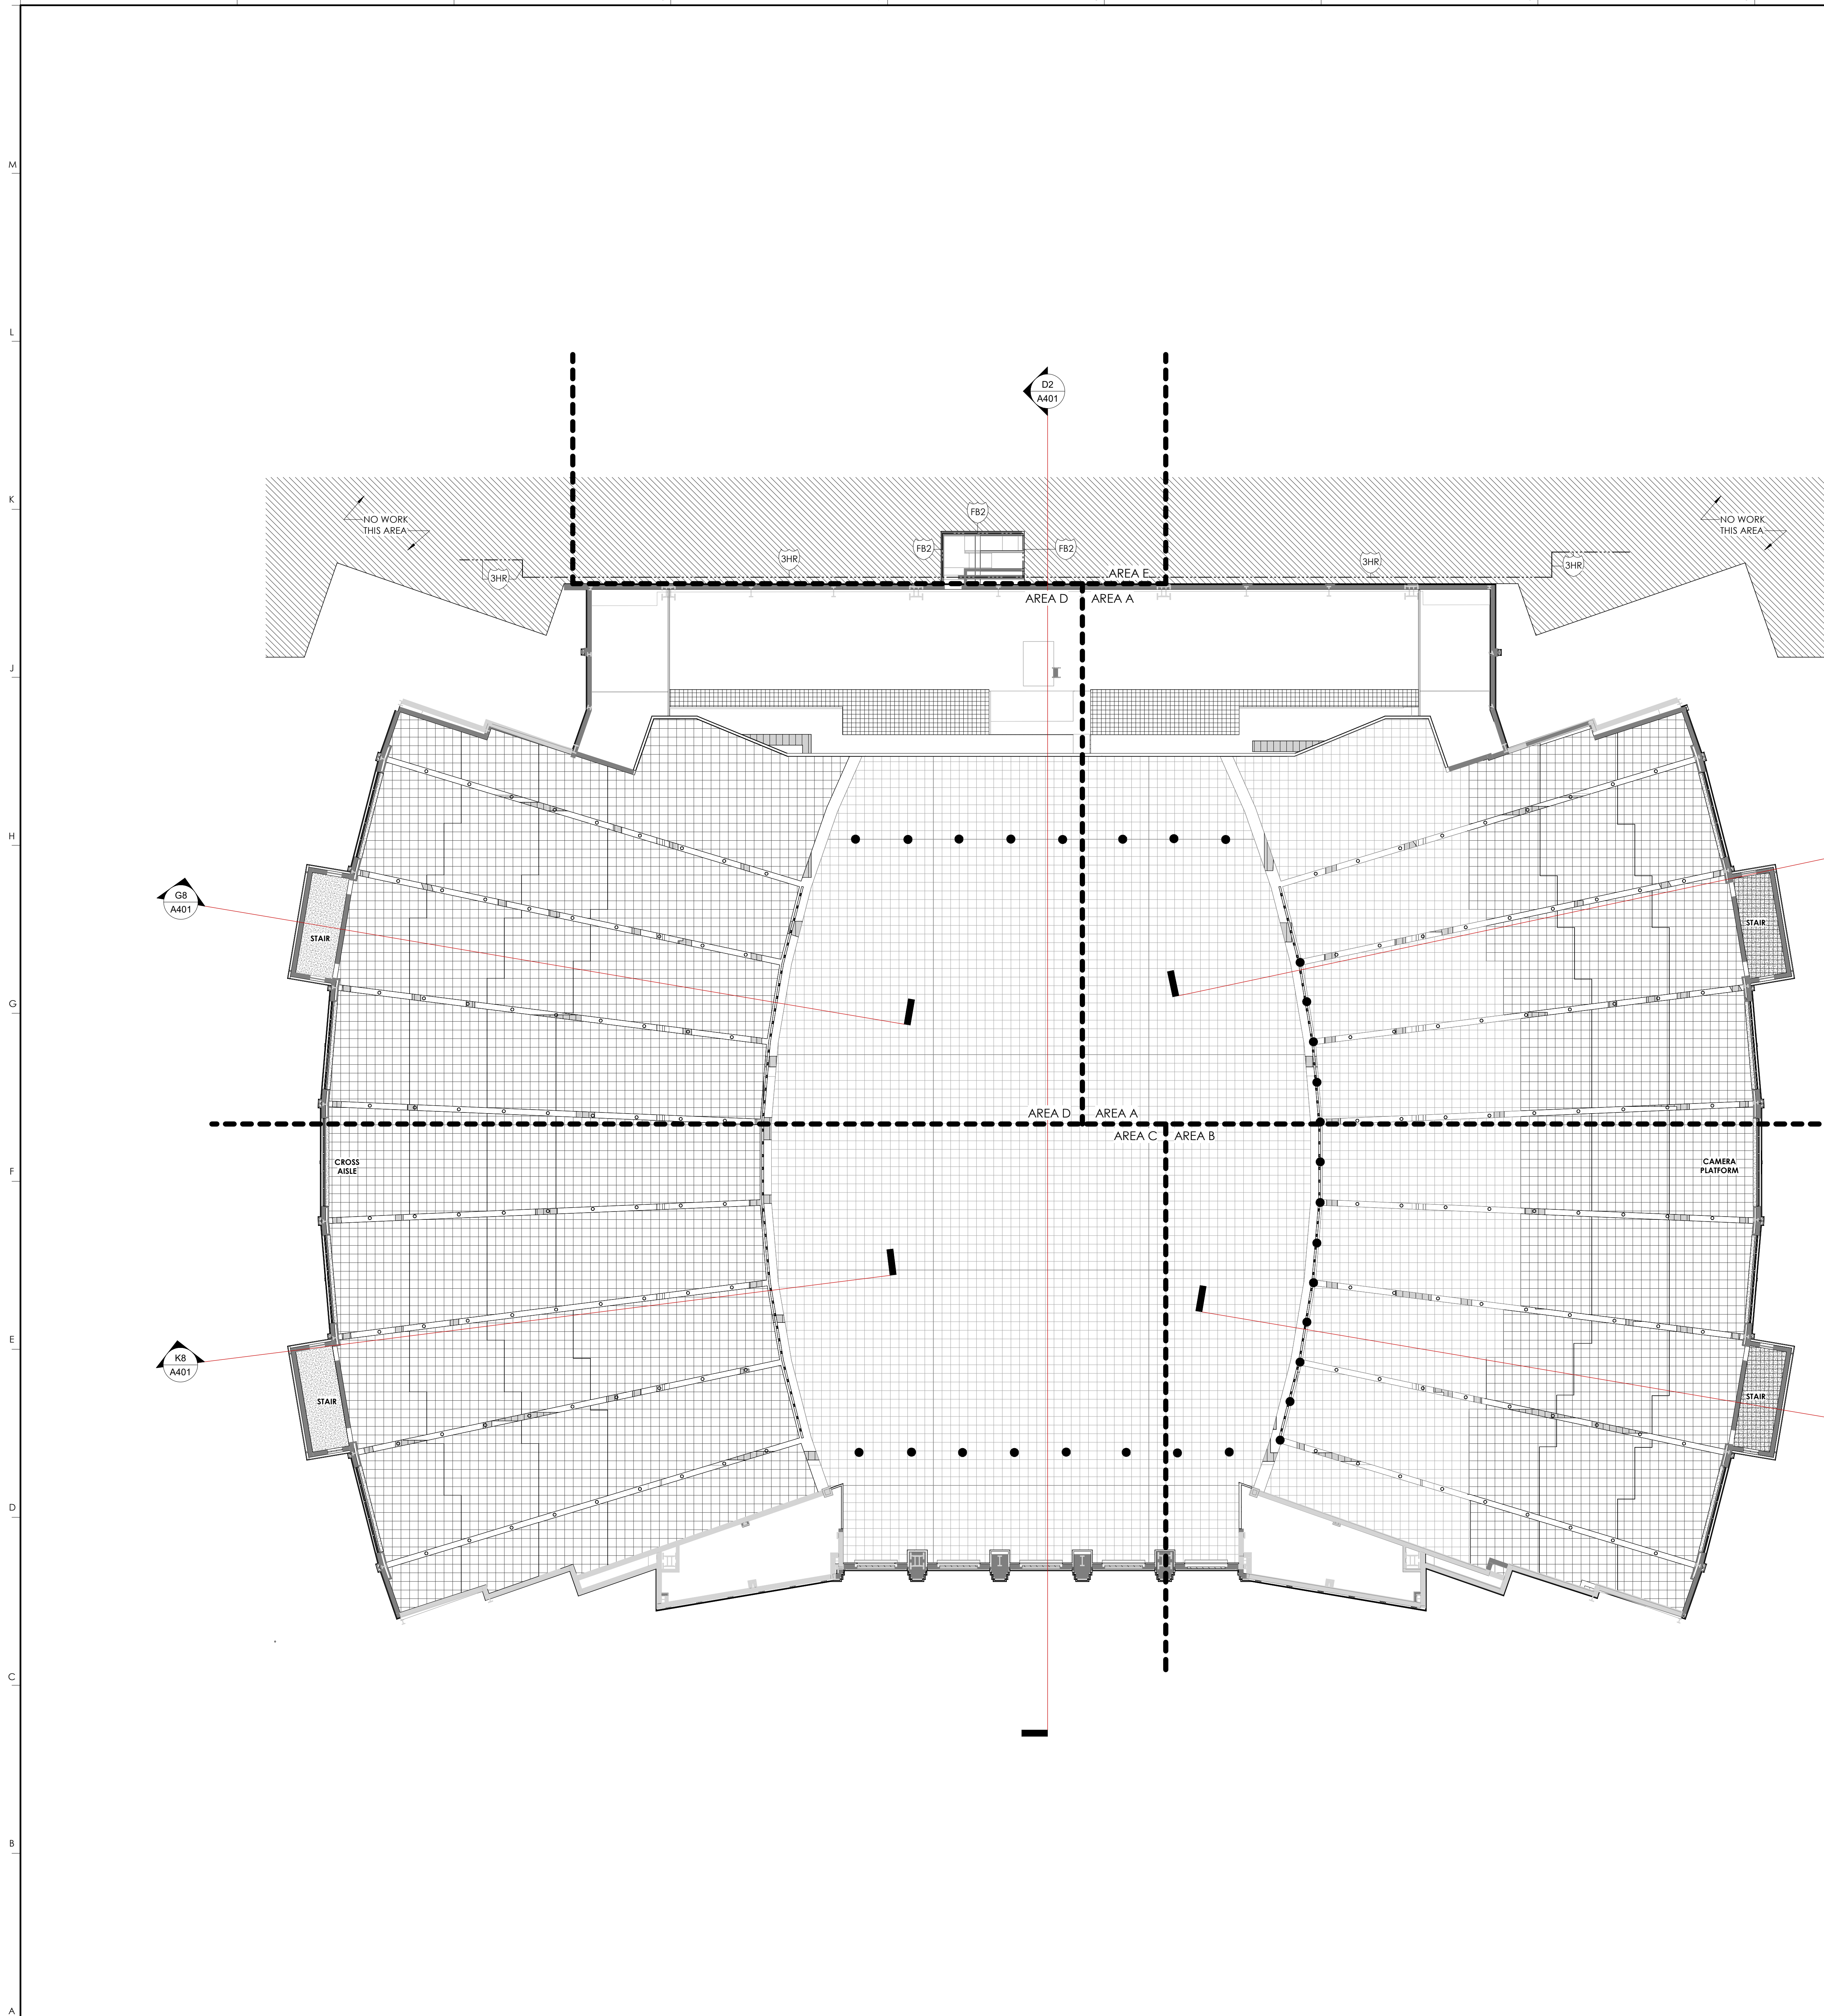 M
L
D2
A401
K
NO WORK
THIS AREA
NO WORK
THIS AREA
FB2
FB2
FB2
3HR
3HR
3HR
3HR
AREA E
AREA D
AREA A
J
H
G8
A401
STAIR
STAIR
G
AREA D
AREA A
AREA C
AREA B
F
CROSS
AISLE
CAMERA
PLATFORM
E
K8
A401
STAIR
STAIR
D
C
B
A